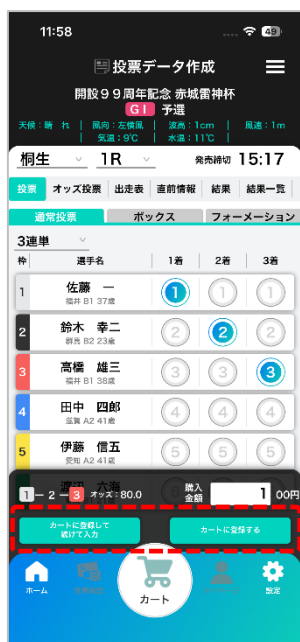 11:58
49
投票データ作成
開設99周年記念 赤城雷神杯
GI 予選
天候：晴 れ | 風向：左横風 | 波高：1cm | 風速：1m
| 気温：9℃ | 水温：11℃ |
桐生 1R 発売締切 15:17
投票 オッズ投票 出走表 直前情報 結果 結果一覧
通常投票 ボックス フォーメーション
3連単
枠 選手名 1着 2着 3着
1 佐藤 一 1 1 1
福井 B1 37歳
2 鈴木 幸二 2 2 2
群馬 B2 23歳
3 高橋 雄三 3 3 3
福井 B1 38歳
4 田中 四郎 4 4 4
滋賀 A2 41歳
5 伊藤 信五 5 5 5
愛知 A2 41歳
渡辺 六海
1 - 2 - 3 オッズ：80.0 購入金額 1 00円
カートに登録して
続けて入力
カートに登録する
ホーム カート 設定